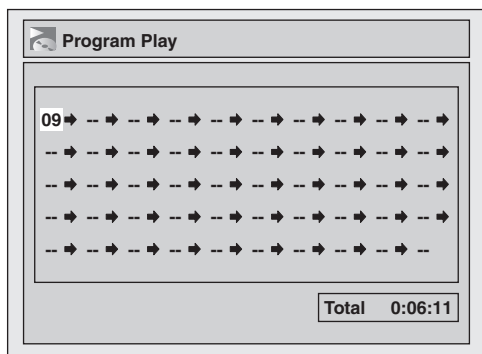 Program Play
09 ➡ -- ➡ -- ➡ -- ➡ -- ➡ -- ➡ -- ➡ -- ➡ -- ➡ -- ➡
-- ➡ -- ➡ -- ➡ -- ➡ -- ➡ -- ➡ -- ➡ -- ➡ -- ➡ -- ➡
-- ➡ -- ➡ -- ➡ -- ➡ -- ➡ -- ➡ -- ➡ -- ➡ -- ➡ -- ➡
-- ➡ -- ➡ -- ➡ -- ➡ -- ➡ -- ➡ -- ➡ -- ➡ -- ➡ -- ➡
-- ➡ -- ➡ -- ➡ -- ➡ -- ➡ -- ➡ -- ➡ -- ➡ -- ➡ --
Total 0:06:11